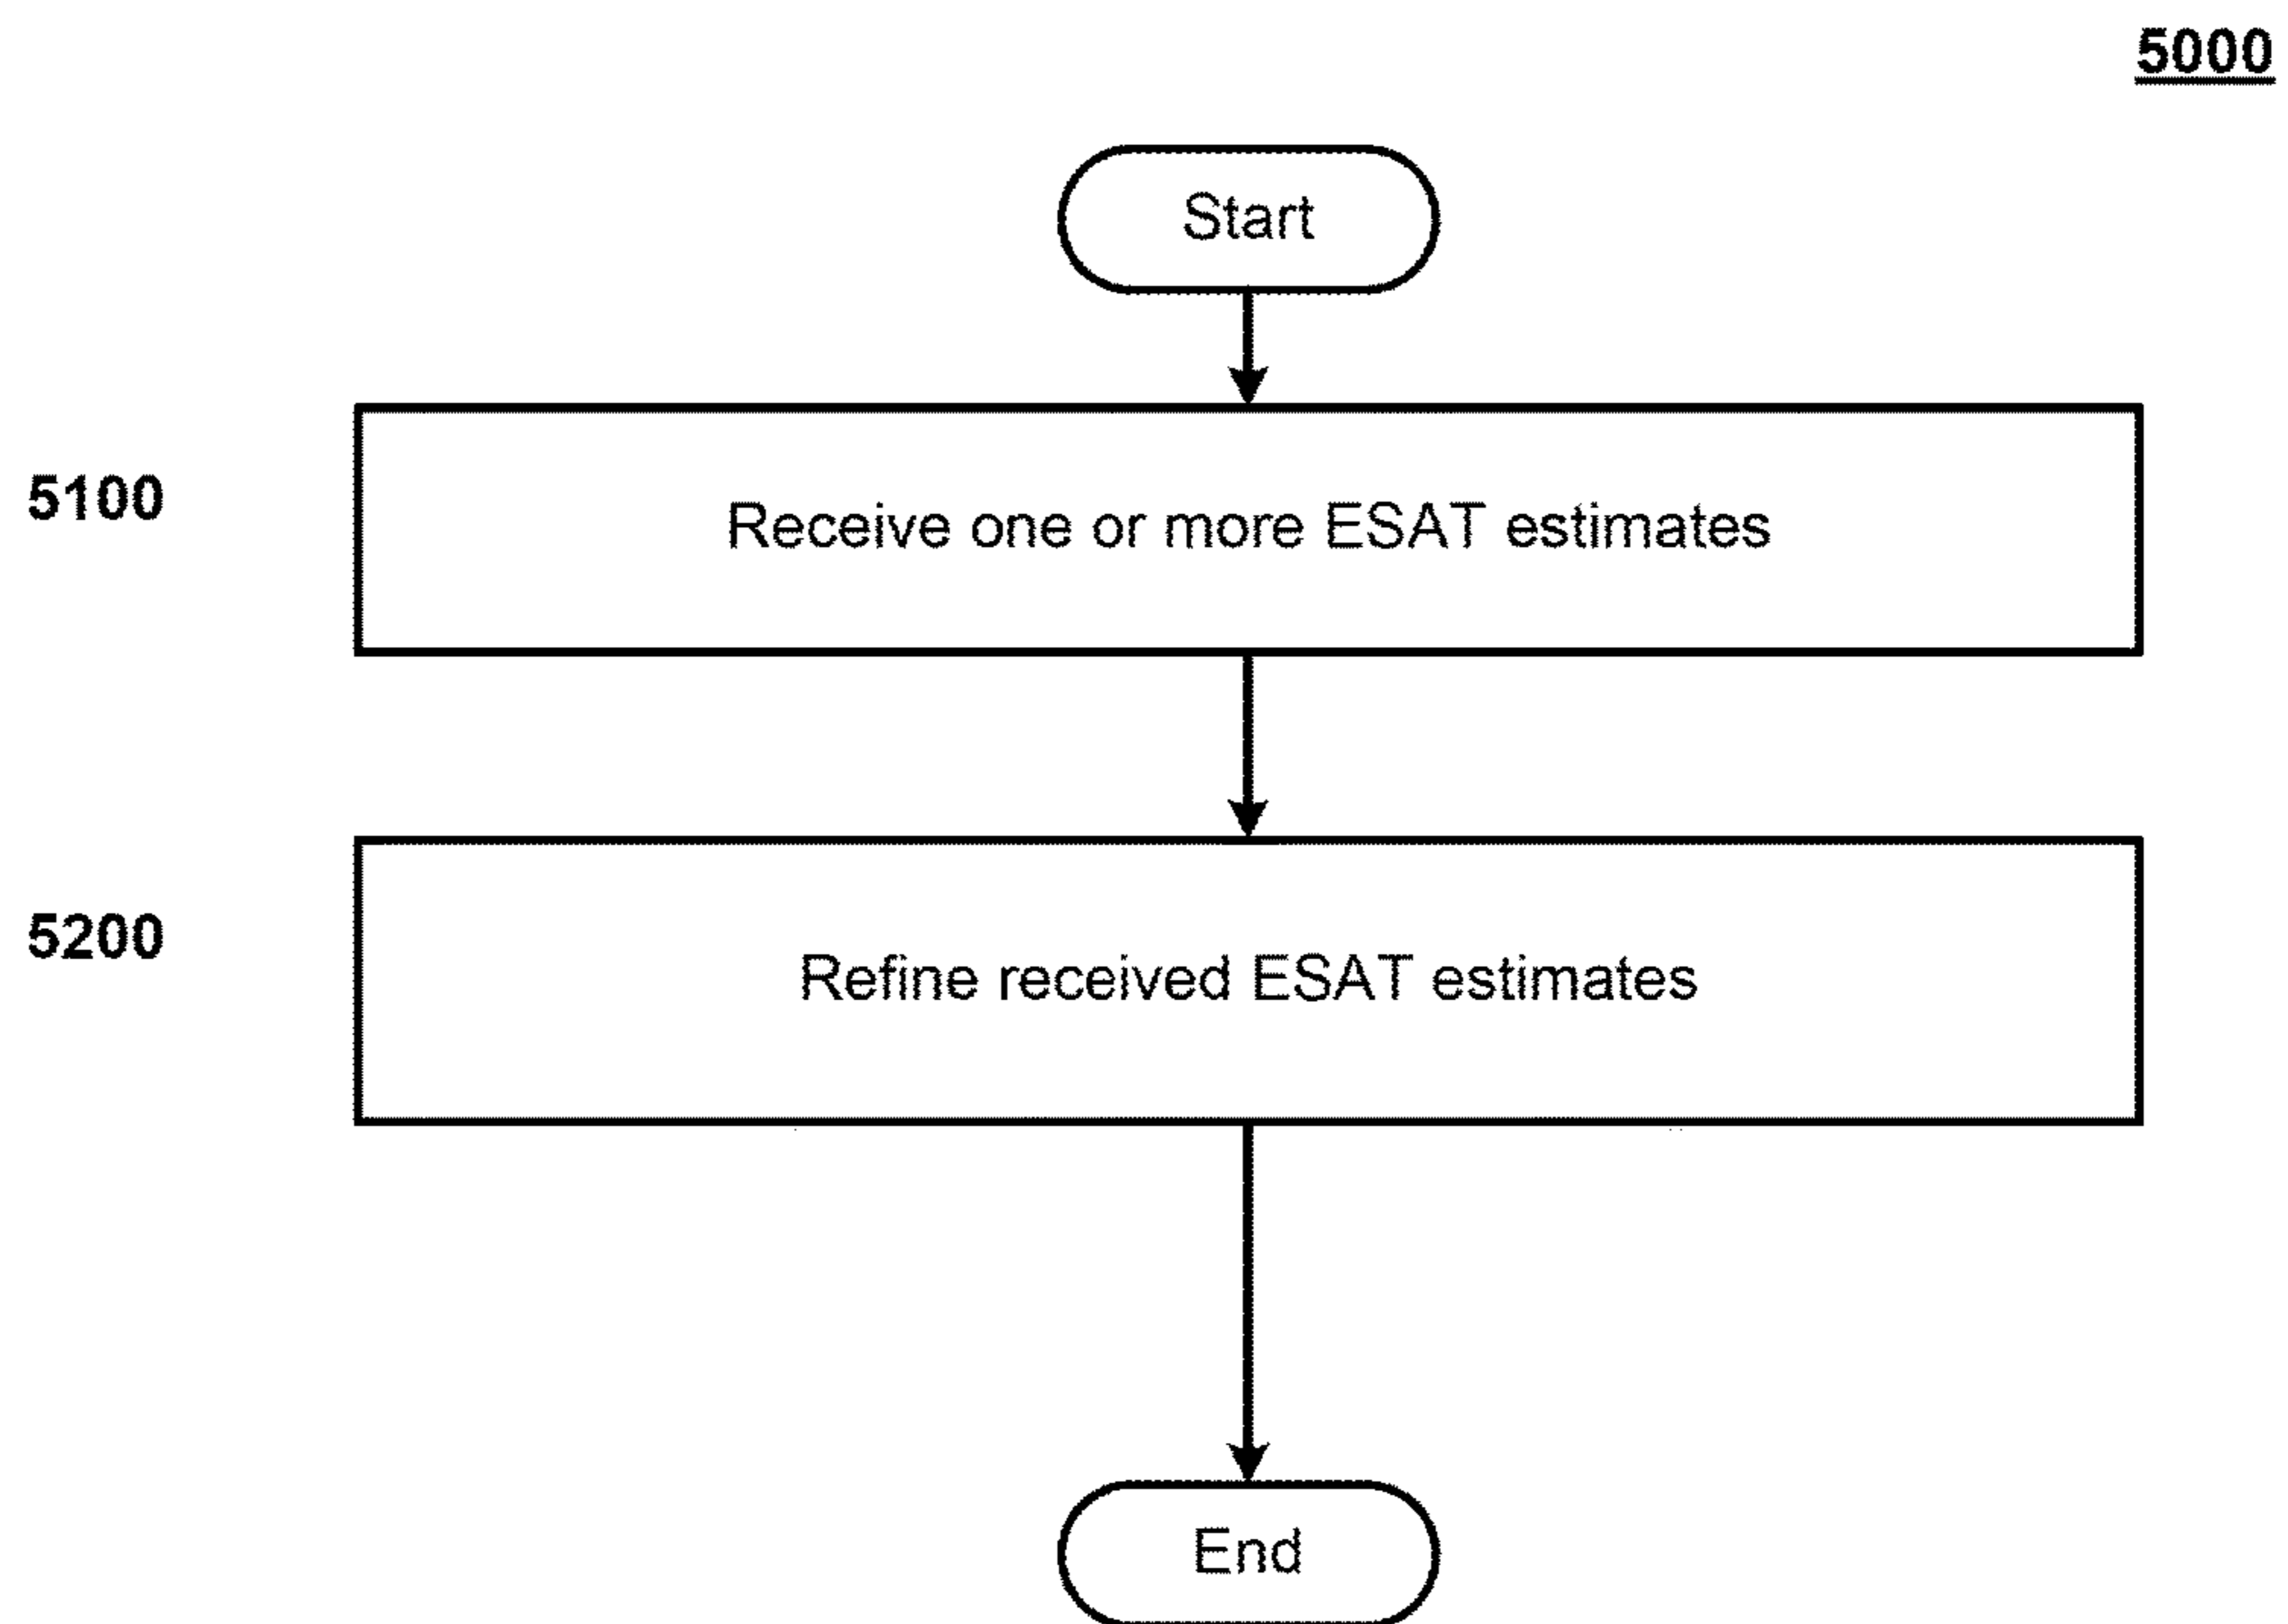 5000
Start
5100
Receive one or more ESAT estimates
5200
Refine received ESAT estimates
End